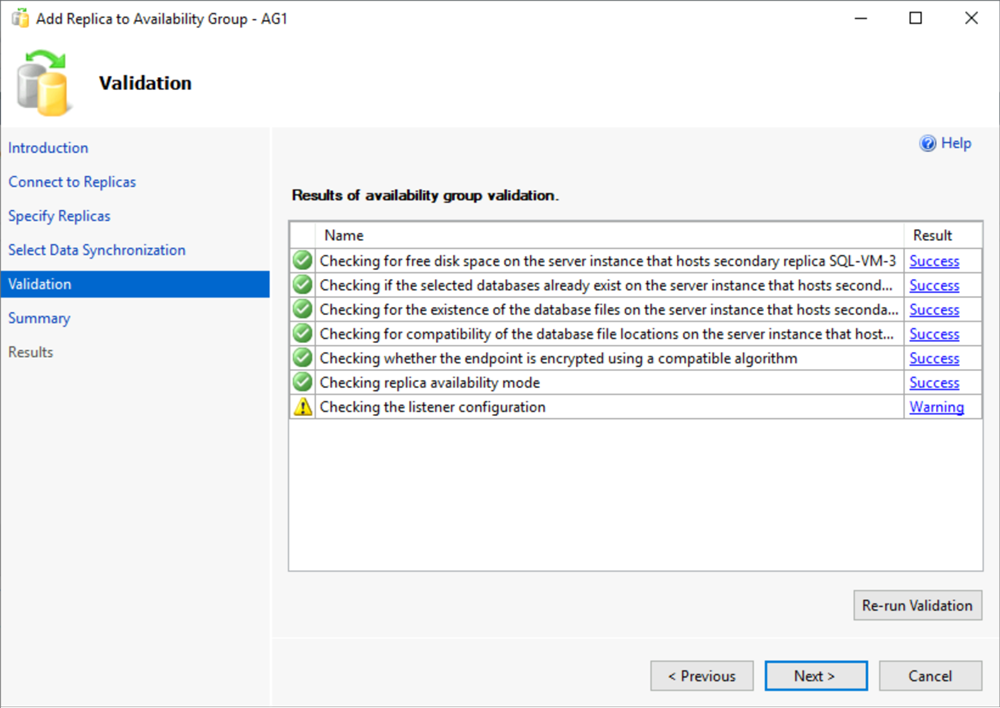 Add Replica to Availability Group - AG1
Validation
Introduction
Connect to Replicas
Specify Replicas
Select Data Synchronization
Validation
Summary
Results
Help
Results of availability group validation.
Name Result
Checking for free disk space on the server instance that hosts secondary replica SQL-VM-3 Success
Checking if the selected databases already exist on the server instance that hosts second... Success
Checking for the existence of the database files on the server instance that hosts seconda... Success
Checking for compatibility of the database file locations on the server instance that host... Success
Checking whether the endpoint is encrypted using a compatible algorithm Success
Checking replica availability mode Success
Checking the listener configuration Warning
Re-run Validation
< Previous Next > Cancel